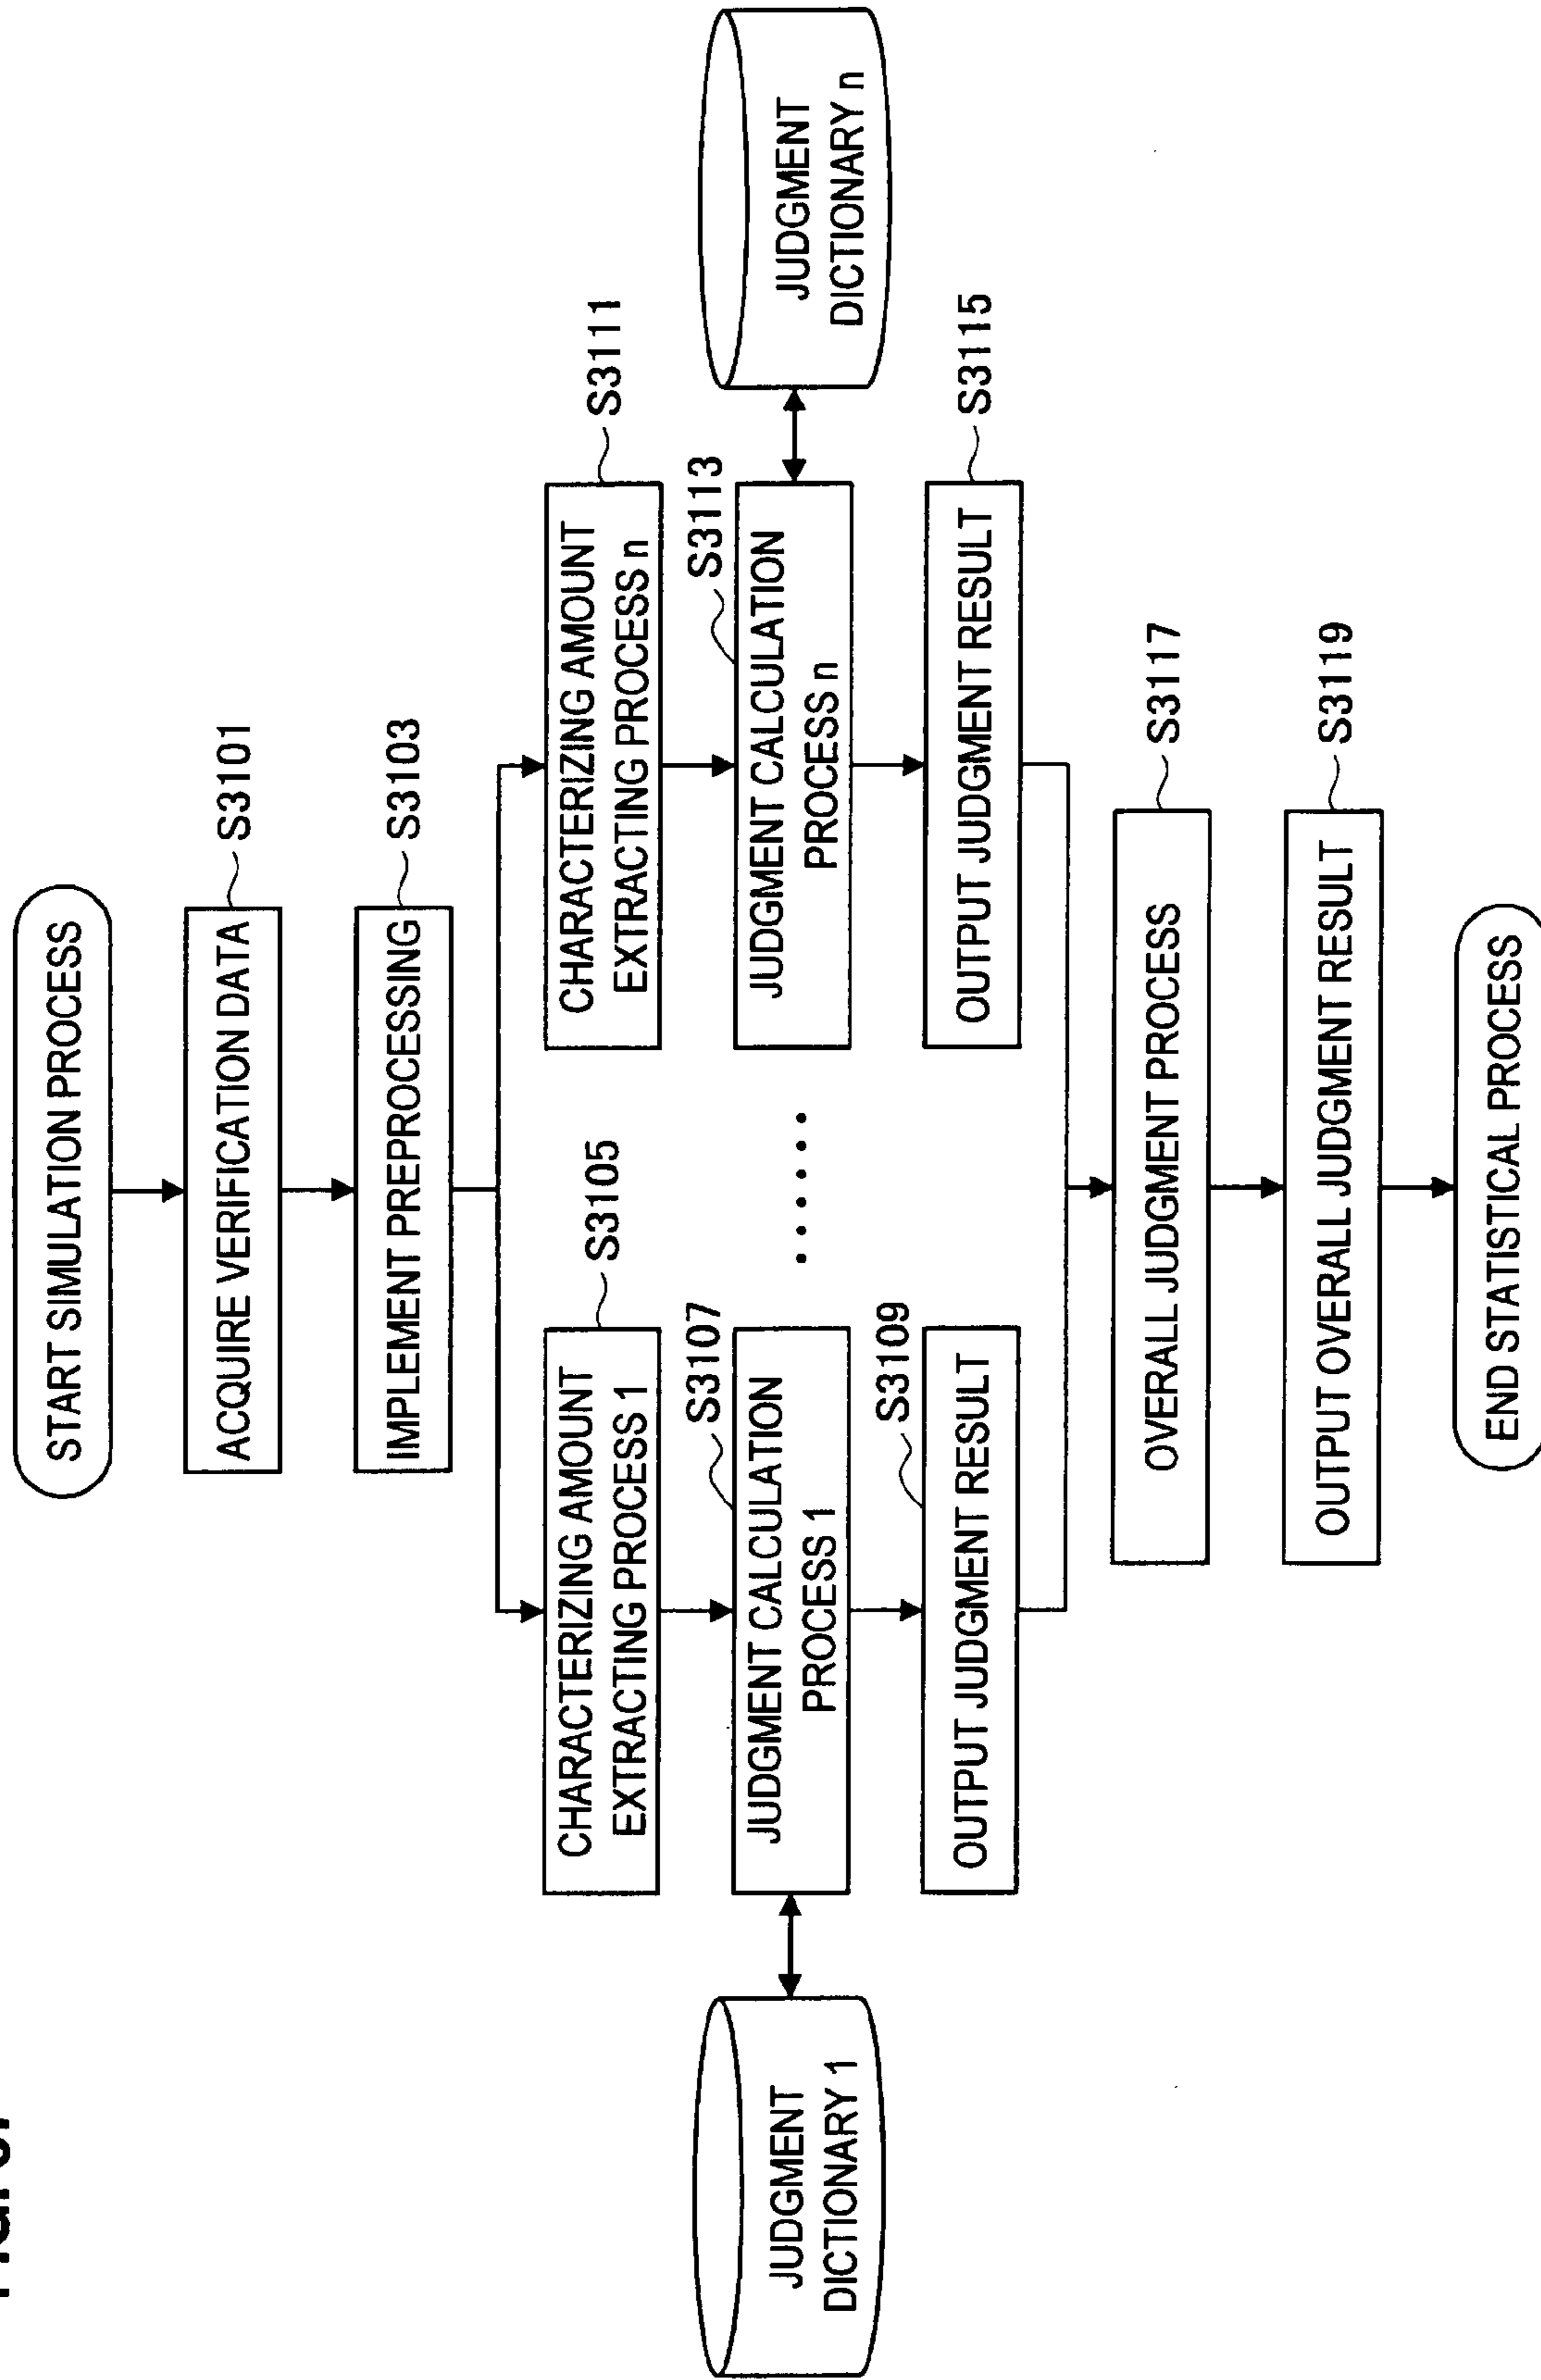 START SIMULATION PROCESS
ACQUIRE VERIFICATION DATA
S3101
IMPLEMENT PREPROCESSING
S3103
CHARACTERIZING AMOUNT
EXTRACTING PROCESS 1
S3105
JUDGMENT CALCULATION
PROCESS 1
S3107
JUDGMENT
DICTIONARY 1
OUTPUT JUDGMENT RESULT
S3109
······
CHARACTERIZING AMOUNT
EXTRACTING PROCESS n
S3111
JUDGMENT CALCULATION
PROCESS n
S3113
JUDGMENT
DICTIONARY n
OUTPUT JUDGMENT RESULT
S3115
OVERALL JUDGMENT PROCESS
S3117
OUTPUT OVERALL JUDGMENT RESULT
S3119
END STATISTICAL PROCESS